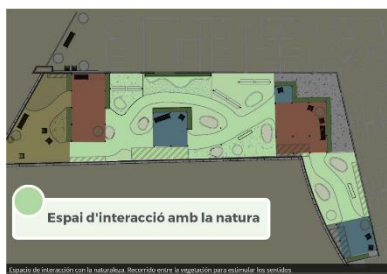 Espai d'interacció amb la natura
Espacio de interacción con la naturaleza. Recorrido entre la vegetación para estimular los sentidos